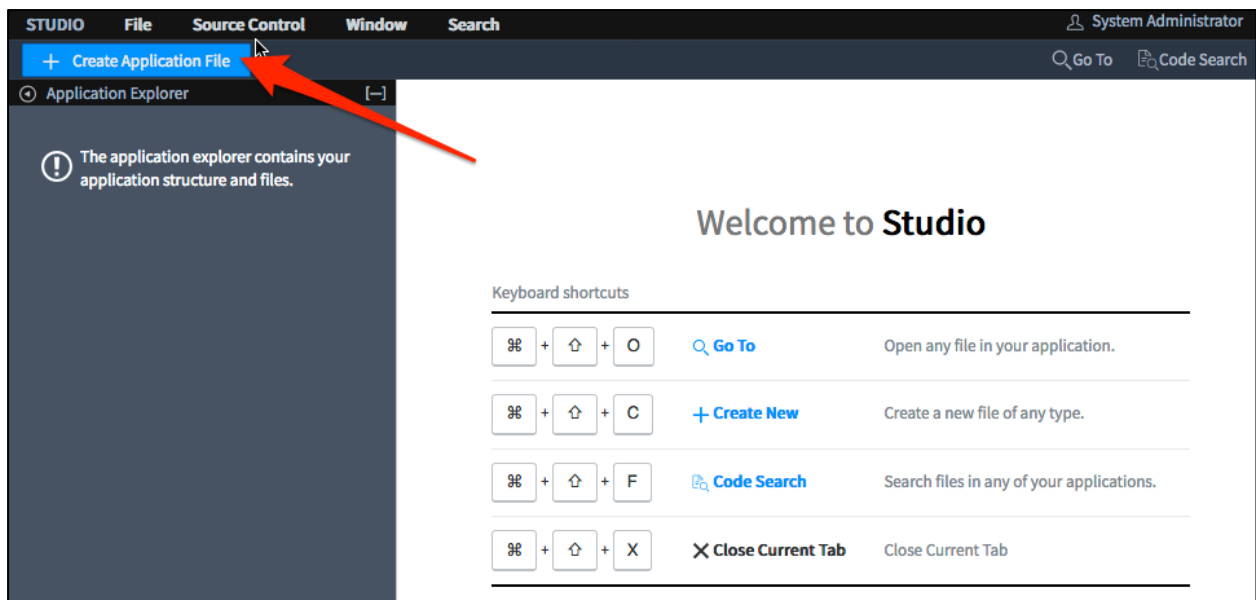 STUDIO File Source Control Window Search System Administrator
+ Create Application File Go To Code Search
Application Explorer [—]
The application explorer contains your
application structure and files.
Welcome to Studio
Keyboard shortcuts
⌘ + ⇧ + O Go To Open any file in your application.
⌘ + ⇧ + C + Create New Create a new file of any type.
⌘ + ⇧ + F Code Search Search files in any of your applications.
⌘ + ⇧ + X Close Current Tab Close Current Tab